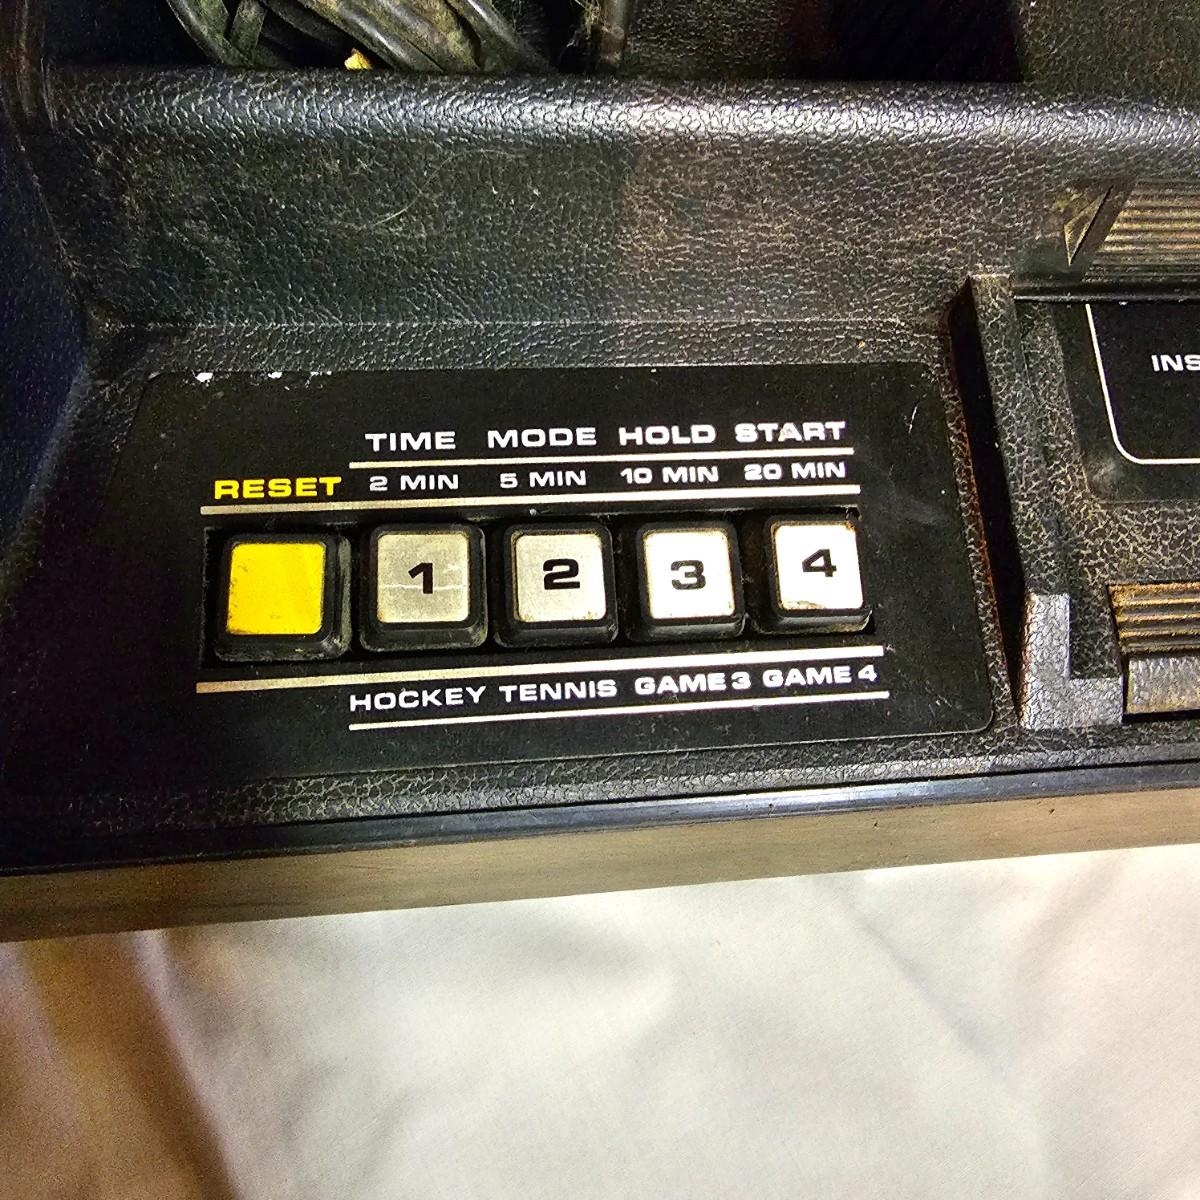 TIME MODE HOLD START
RESET 2 MIN 5 MIN 10 MIN 20 MIN
1 2 3 4
HOCKEY TENNIS GAME 3 GAME 4
INS